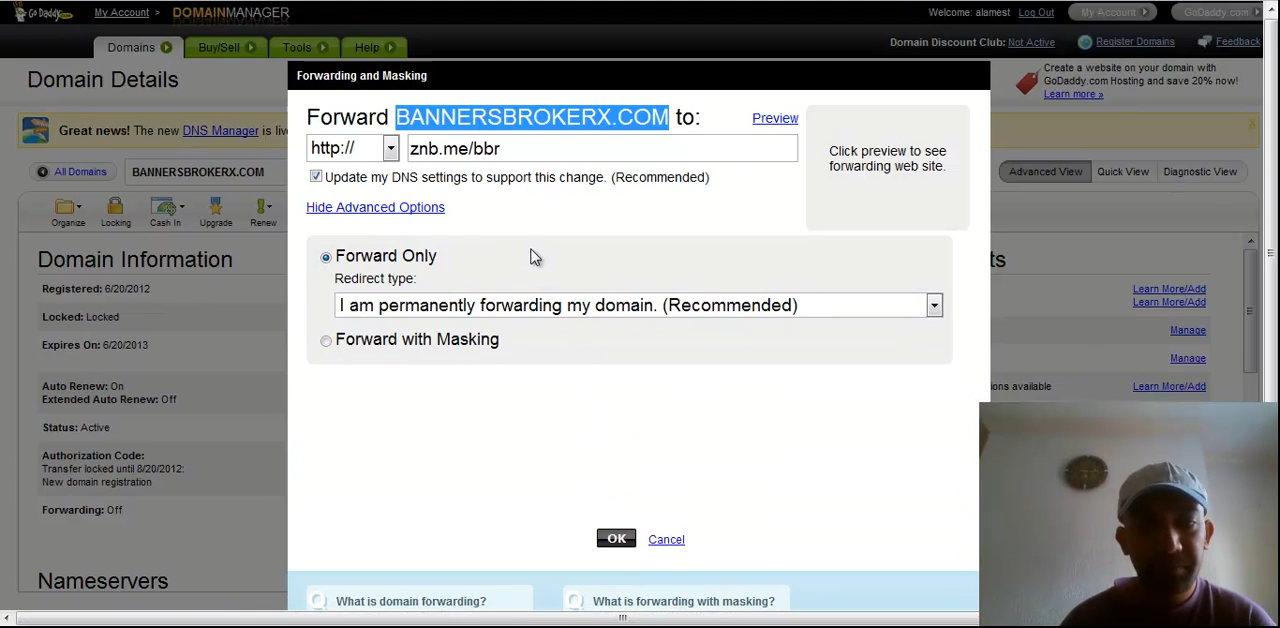 Go Daddy.com My Account > DOMAINMANAGER Welcome: alamest Log Out My Account GoDaddy.com
Domains Buy/Sell Tools Help Domain Discount Club: Not Active Register Domains Feedback
Domain Details
Create a website on your domain with
GoDaddy.com Hosting and save 20% now!
Learn more »
Great news! The new DNS Manager is liv
All Domains BANNERSBROKERX.COM Advanced View Quick View Diagnostic View
Organize Locking Cash In Upgrade Renew
Domain Information
Registered: 6/20/2012
Locked: Locked
Expires On: 6/20/2013
Auto Renew: On
Extended Auto Renew: Off
Status: Active
Authorization Code:
Transfer locked until 8/20/2012:
New domain registration
Forwarding: Off
Nameservers
Forwarding and Masking
Forward BANNERSBROKERX.COM to: Preview
http:// znb.me/bbr
Update my DNS settings to support this change. (Recommended)
Hide Advanced Options
Click preview to see
forwarding web site.
Forward Only
Redirect type:
I am permanently forwarding my domain. (Recommended)
Forward with Masking
OK Cancel
What is domain forwarding? What is forwarding with masking?
ts
Learn More/Add
Learn More/Add
Manage
Manage
ions available Learn More/Add